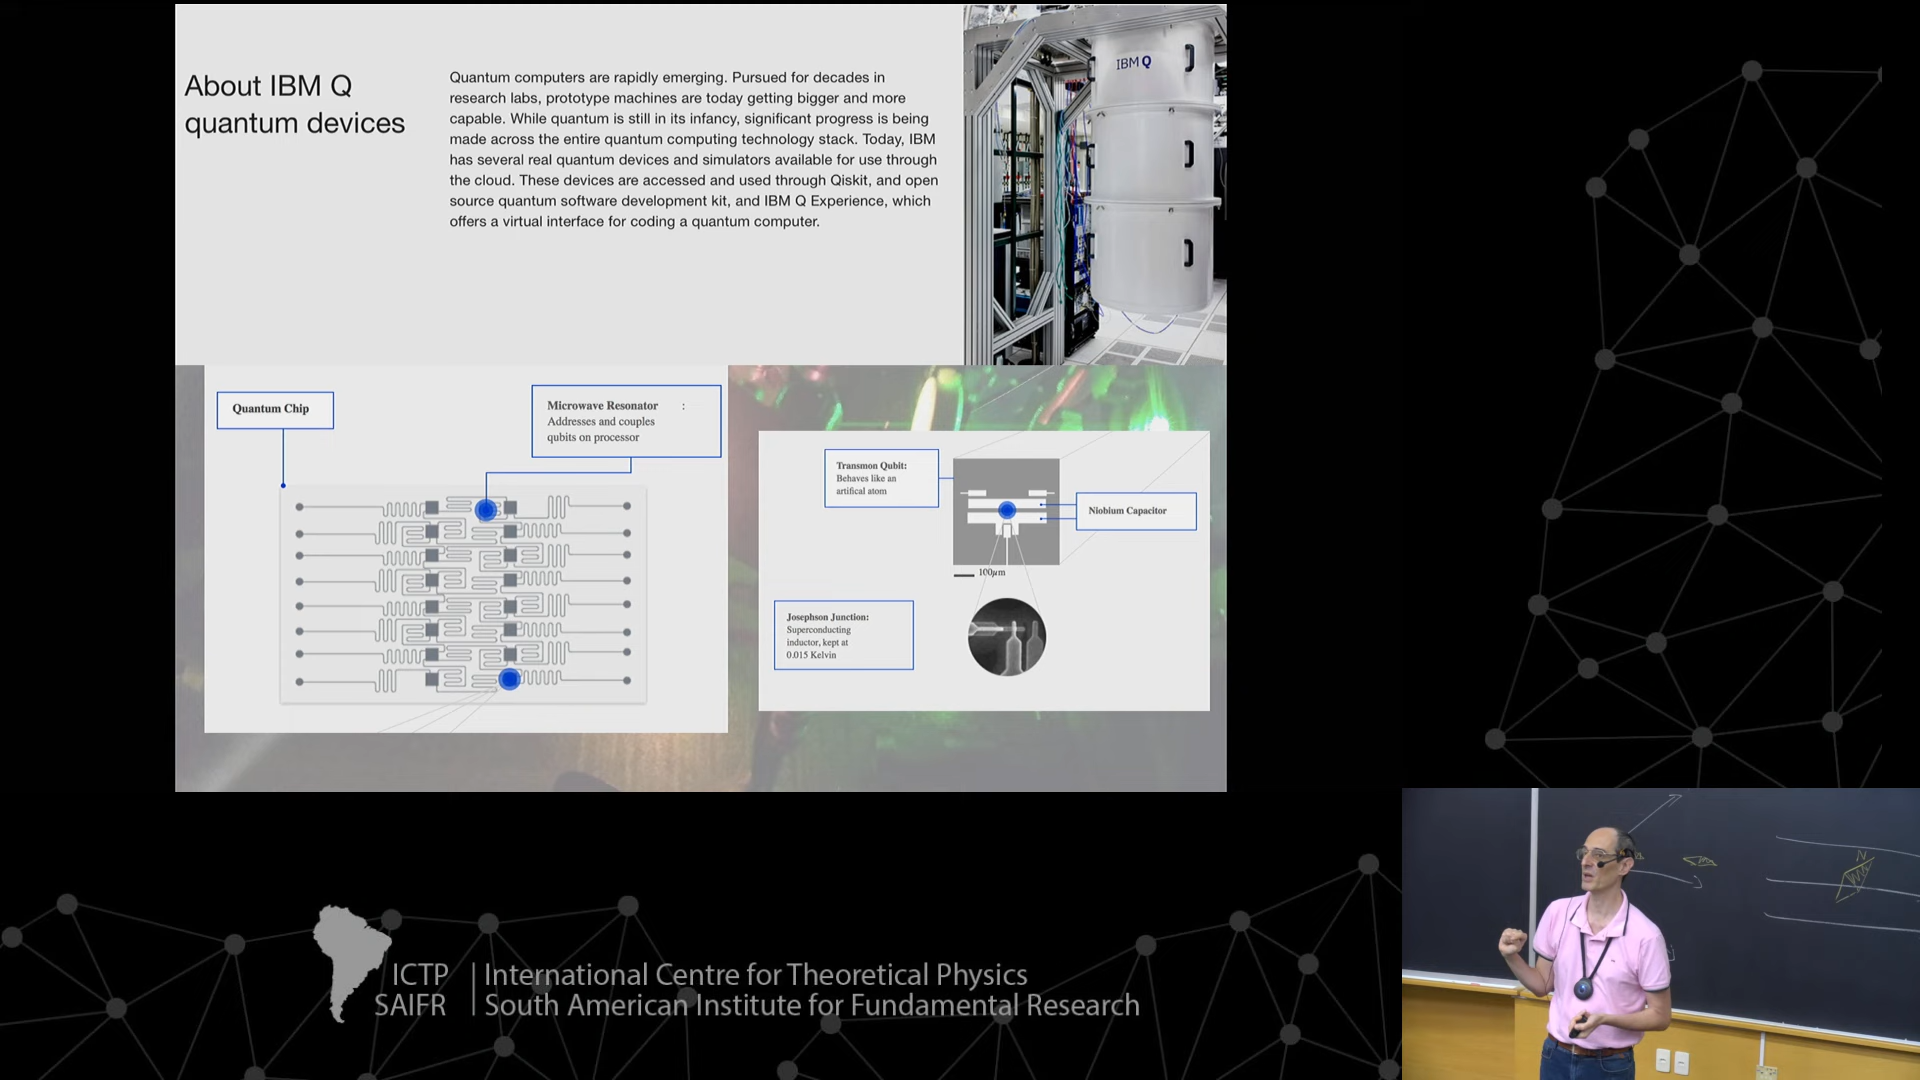 About IBM Q
quantum devices
Quantum computers are rapidly emerging. Pursued for decades in
research labs, prototype machines are today getting bigger and more
capable. While quantum is still in its infancy, significant progress is being
made across the entire quantum computing technology stack. Today, IBM
has several real quantum devices and simulators available for use through
the cloud. These devices are accessed and used through Qiskit, and open
source quantum software development kit, and IBM Q Experience, which
offers a virtual interface for coding a quantum computer.
IBM Q
Quantum Chip
Microwave Resonator :
Addresses and couples
qubits on processor
Transmon Qubit:
Behaves like an
artifical atom
Niobium Capacitor
100μm
Josephson Junction:
Superconducting
inductor, kept at
0.015 Kelvin
N
ICTP
SAIFR
International Centre for Theoretical Physics
South American Institute for Fundamental Research